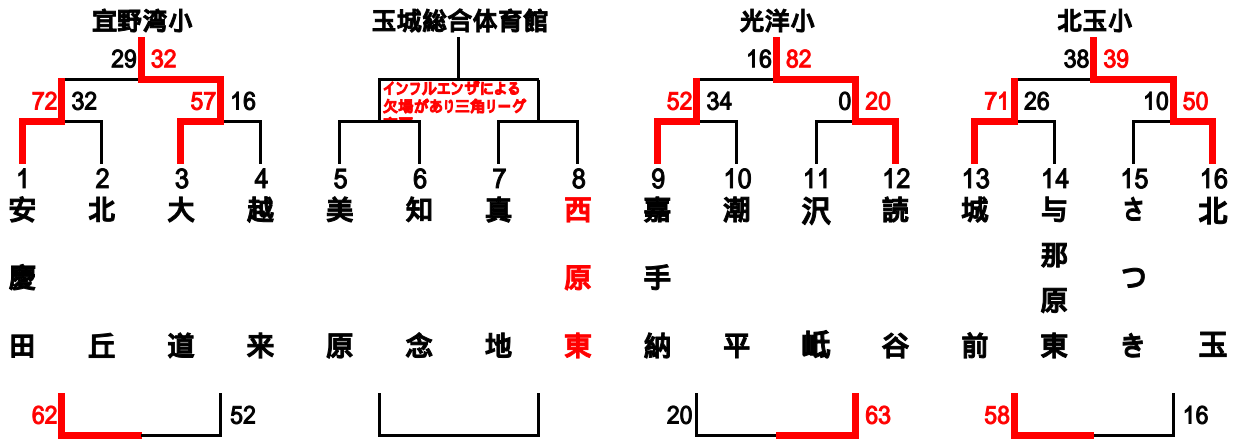 宜野湾小 玉城総合体育館 光洋小 北玉小
29 32 16 82 38 39
インフルエンザによる
欠場があり三角リーグ
72 32 57 16 52 34 0 20 71 26 10 50
1 2 3 4 5 6 7 8 9 10 11 12 13 14 15 16
安慶田
北丘
大道
越来
美原
知念
真地
西原東
嘉手納
潮平
沢岻
読谷
城前
与那原東
さつき
北玉
62 52 20 63 58 16